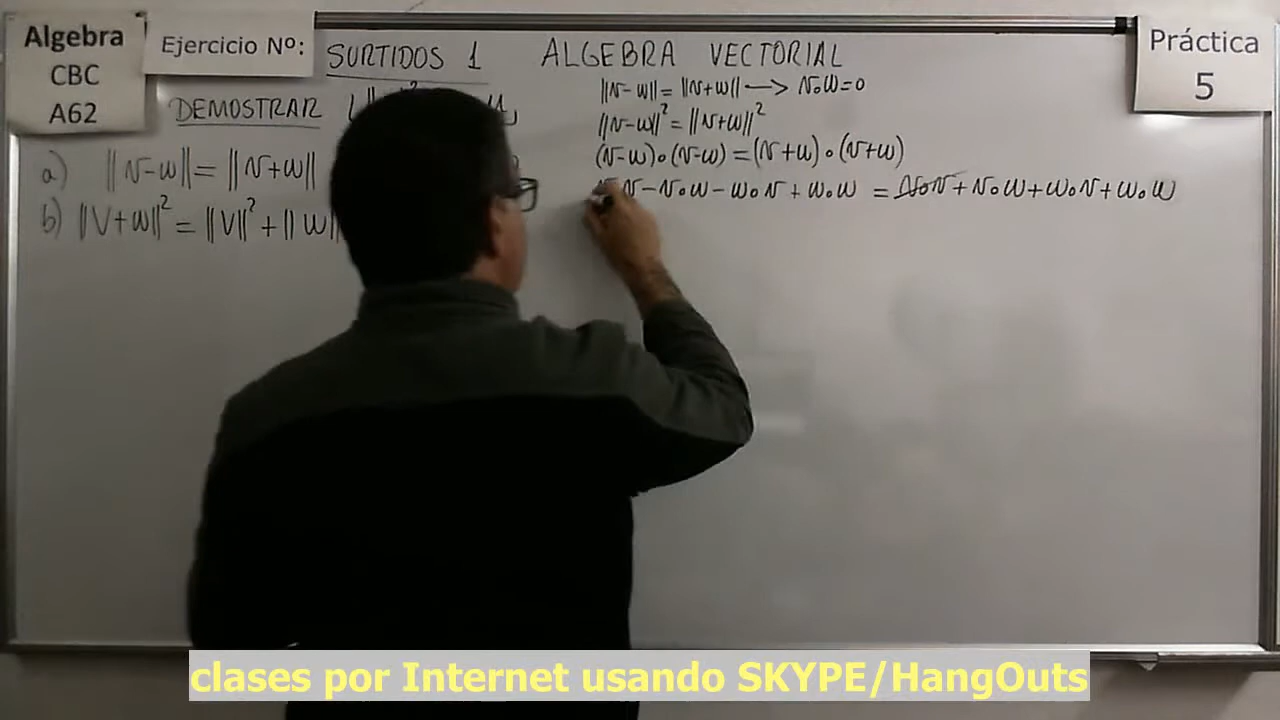 Algebra
CBC
A62
Ejercicio Nº:
SURTIDOS 1 ALGEBRA VECTORIAL
Práctica
5
DEMOSTRAR
a) ||v-w||=||v+w||
b) ||V+w||²=||V||²+||w||
||v-w||=||v+w||—>v∘w=0
||v-w||²=||v+w||²
(v-w)∘(v-w)=(v+w)∘(v+w)
v-v∘w-w∘v+w∘w=v∘v+v∘w+w∘v+w∘w
clases por Internet usando SKYPE/HangOuts